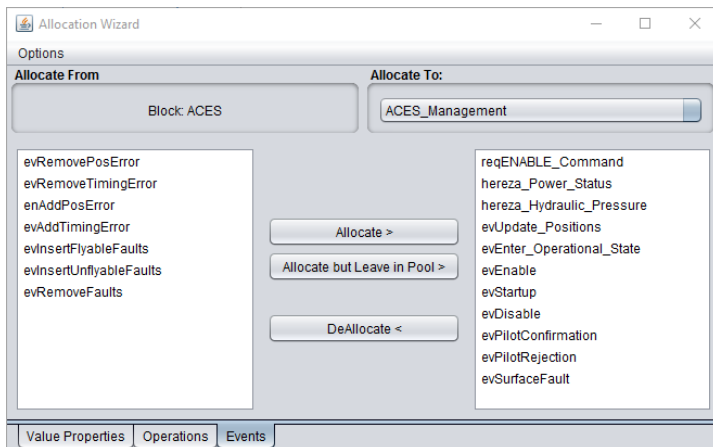 Allocation Wizard
Options
Allocate From
Allocate To:
Block: ACES
ACES_Management
evRemovePosError
evRemoveTimingError
enAddPosError
evAddTimingError
evInsertFlyableFaults
evInsertUnflyableFaults
evRemoveFaults
Allocate >
Allocate but Leave in Pool >
DeAllocate <
reqENABLE_Command
hereza_Power_Status
hereza_Hydraulic_Pressure
evUpdate_Positions
evEnter_Operational_State
evEnable
evStartup
evDisable
evPilotConfirmation
evPilotRejection
evSurfaceFault
Value Properties
Operations
Events